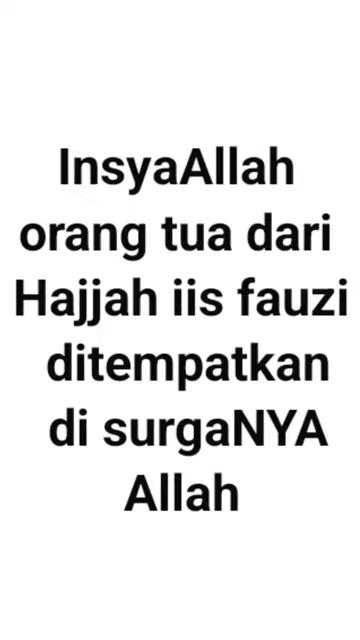 InsyaAllah
orang tua dari
Hajjah iis fauzi
ditempatkan
di surgaNYA
Allah